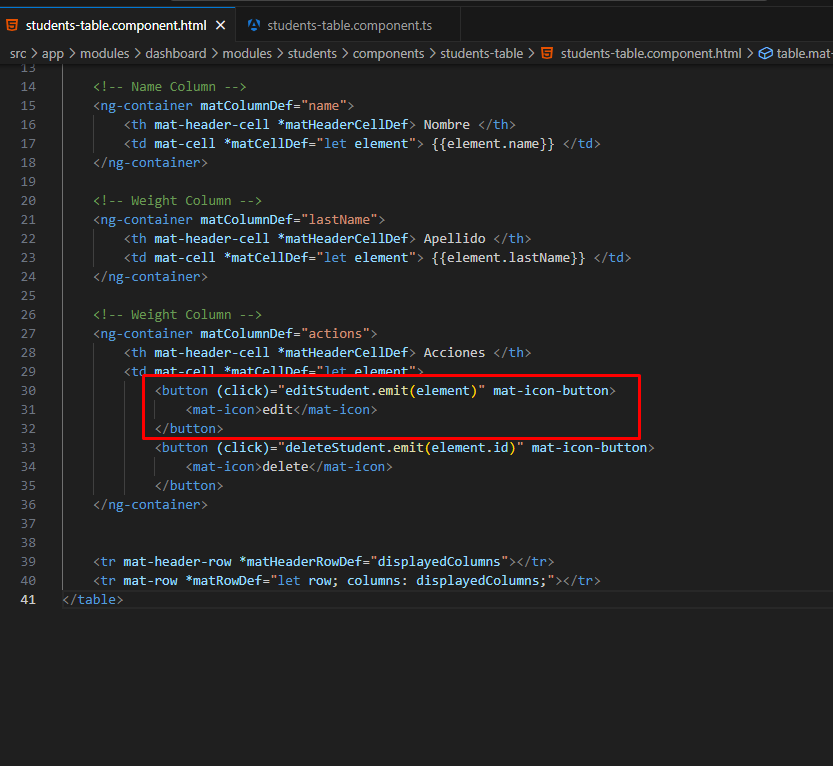 students-table.component.html
students-table.component.ts
src > app > modules > dashboard > modules > students > components > students-table > students-table.component.html > table.mat-
13
14 <!-- Name Column -->
15 <ng-container matColumnDef="name">
16 <th mat-header-cell *matHeaderCellDef> Nombre </th>
17 <td mat-cell *matCellDef="let element"> {{element.name}} </td>
18 </ng-container>
19
20 <!-- Weight Column -->
21 <ng-container matColumnDef="lastName">
22 <th mat-header-cell *matHeaderCellDef> Apellido </th>
23 <td mat-cell *matCellDef="let element"> {{element.lastName}} </td>
24 </ng-container>
25
26 <!-- Weight Column -->
27 <ng-container matColumnDef="actions">
28 <th mat-header-cell *matHeaderCellDef> Acciones </th>
29 <td mat-cell *matCellDef="let element">
30 <button (click)="editStudent.emit(element)" mat-icon-button>
31 <mat-icon>edit</mat-icon>
32 </button>
33 <button (click)="deleteStudent.emit(element.id)" mat-icon-button>
34 <mat-icon>delete</mat-icon>
35 </button>
36 </ng-container>
37
38
39 <tr mat-header-row *matHeaderRowDef="displayedColumns"></tr>
40 <tr mat-row *matRowDef="let row; columns: displayedColumns;"></tr>
41 </table>